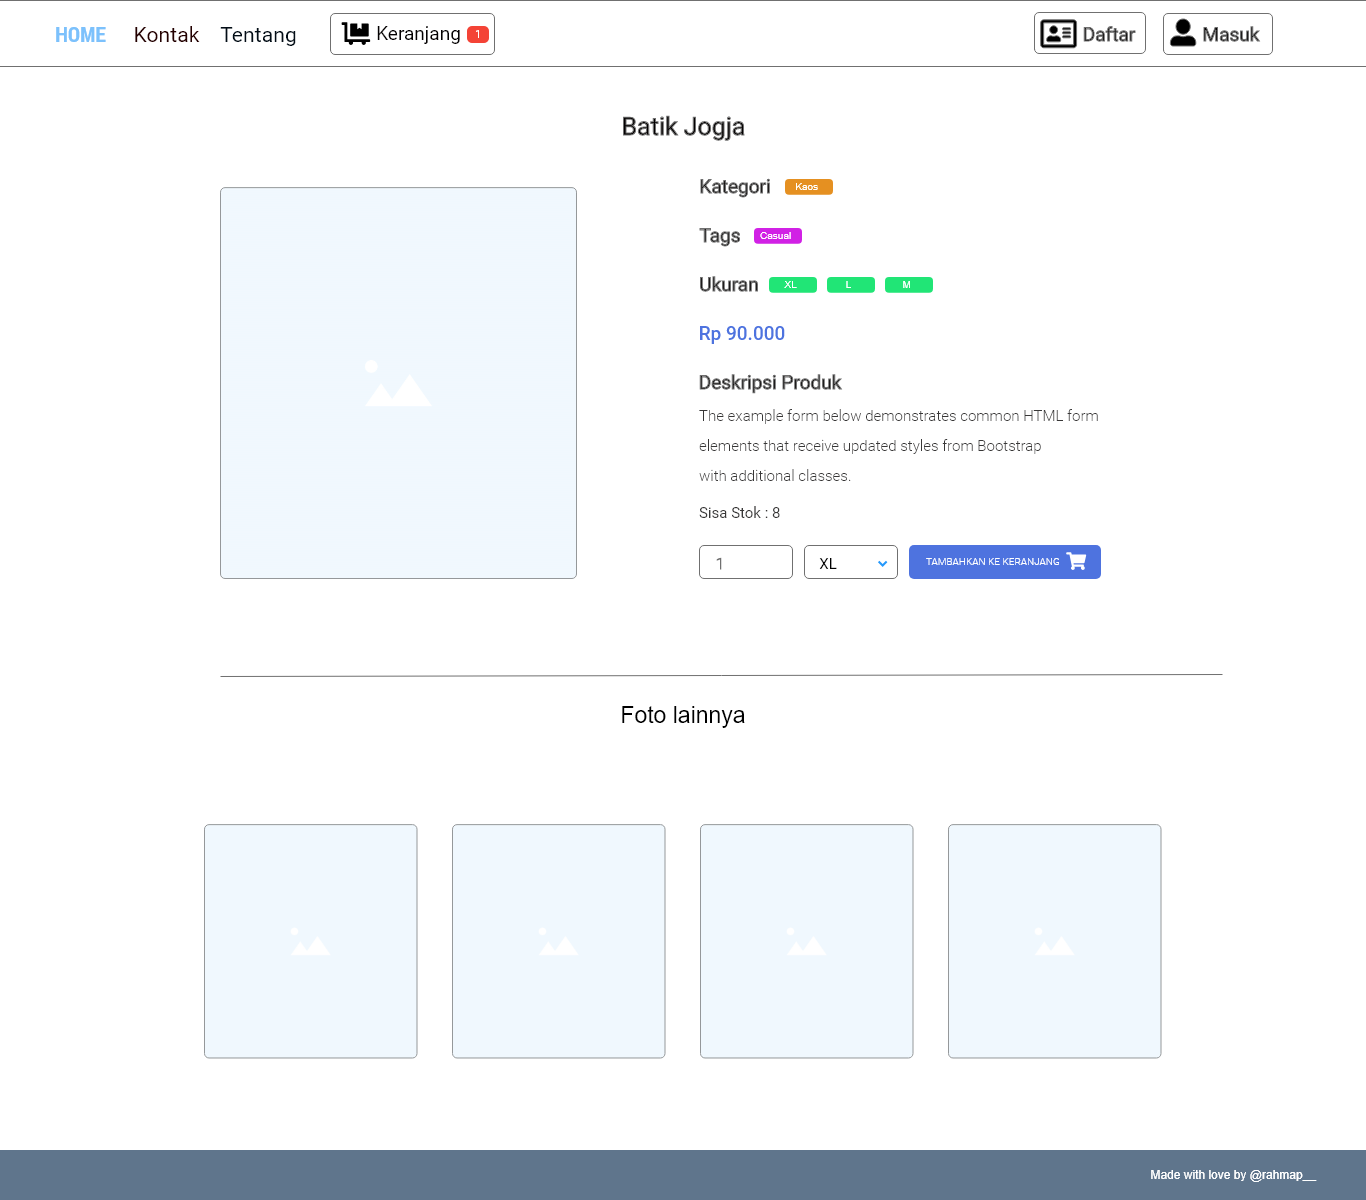 HOME Kontak Tentang Keranjang 1 Daftar Masuk
Batik Jogja
Kategori Kaos
Tags Casual
Ukuran XL L M
Rp 90.000
Deskripsi Produk
The example form below demonstrates common HTML form
elements that receive updated styles from Bootstrap
with additional classes.
Sisa Stok : 8
1 XL TAMBAHKAN KE KERANJANG
Foto lainnya
Made with love by @rahmap__